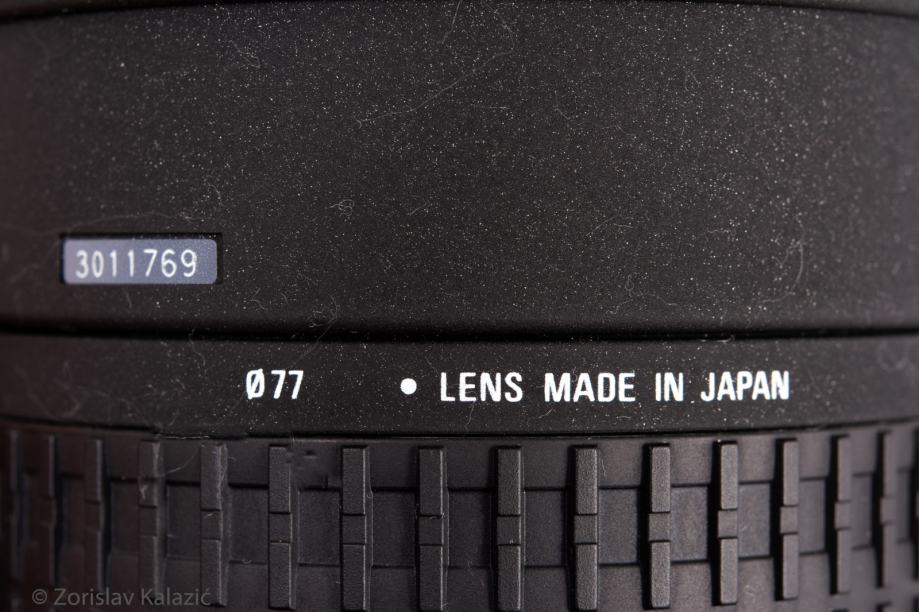 3011769
Ø77 • LENS MADE IN JAPAN
© Zorislav Kalazić